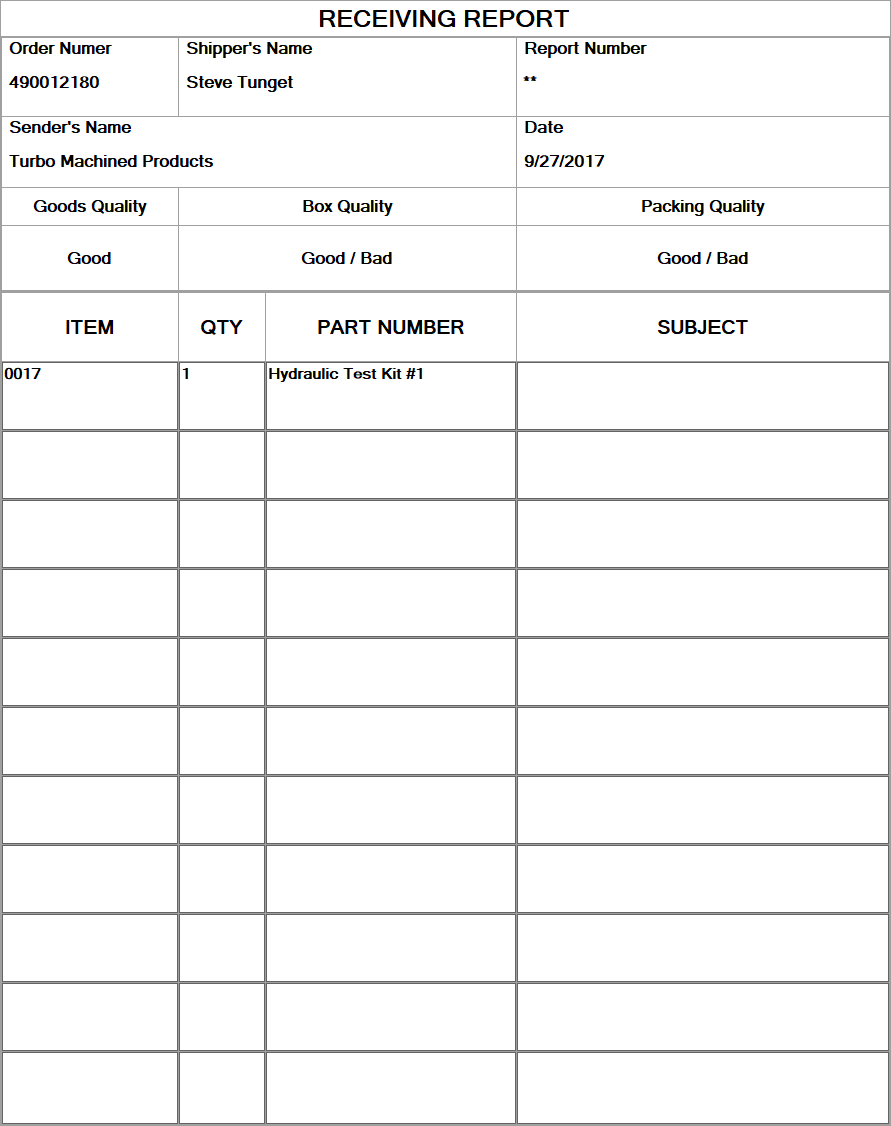 RECEIVING REPORT
Order Numer
Shipper's Name
Report Number
490012180
Steve Tunget
**
Sender's Name
Date
Turbo Machined Products
9/27/2017
Goods Quality
Box Quality
Packing Quality
Good
Good / Bad
Good / Bad
ITEM
QTY
PART NUMBER
SUBJECT
0017
1
Hydraulic Test Kit #1